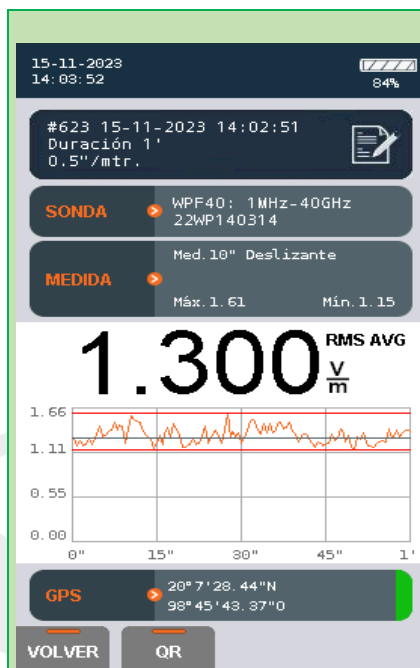 15-11-2023
14:03:52
84%
#623 15-11-2023 14:02:51
Duración 1'
0.5"/mtr.
SONDA
WPF40: 1MHz-40GHz
22WP140314
MEDIDA
Med.10" Deslizante
Máx.1.61 Mín.1.15
1.300 RMS AVG
V/m
1.66
1.11
0.55
0.00
0" 15" 30" 45" 1'
GPS
20°7'28.44"N
98°45'43.37"O
VOLVER QR